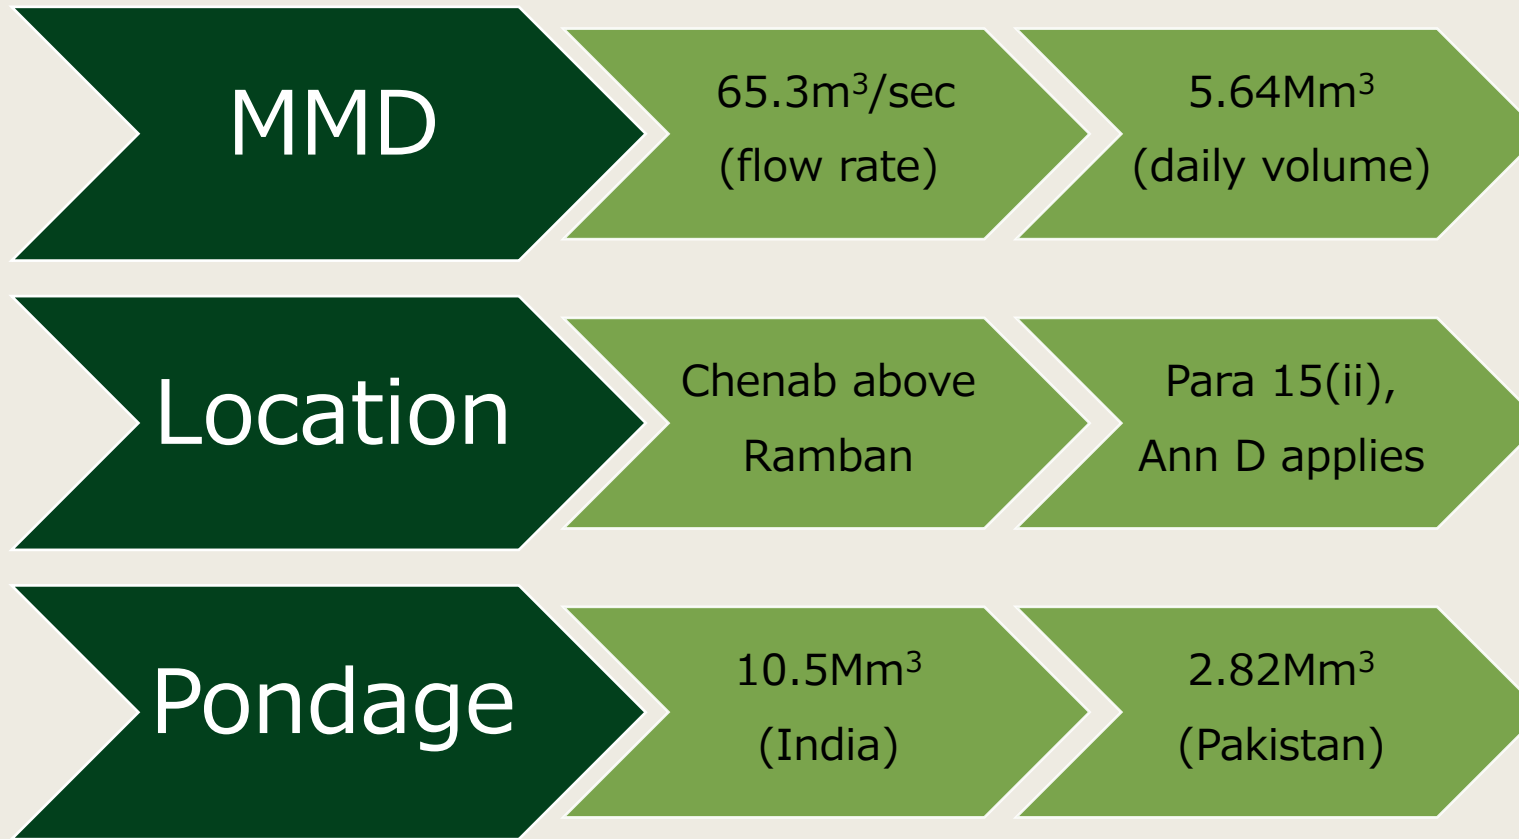 MMD
65.3m³/sec
(flow rate)
5.64Mm³
(daily volume)
Location
Chenab above
Ramban
Para 15(ii),
Ann D applies
Pondage
10.5Mm³
(India)
2.82Mm³
(Pakistan)